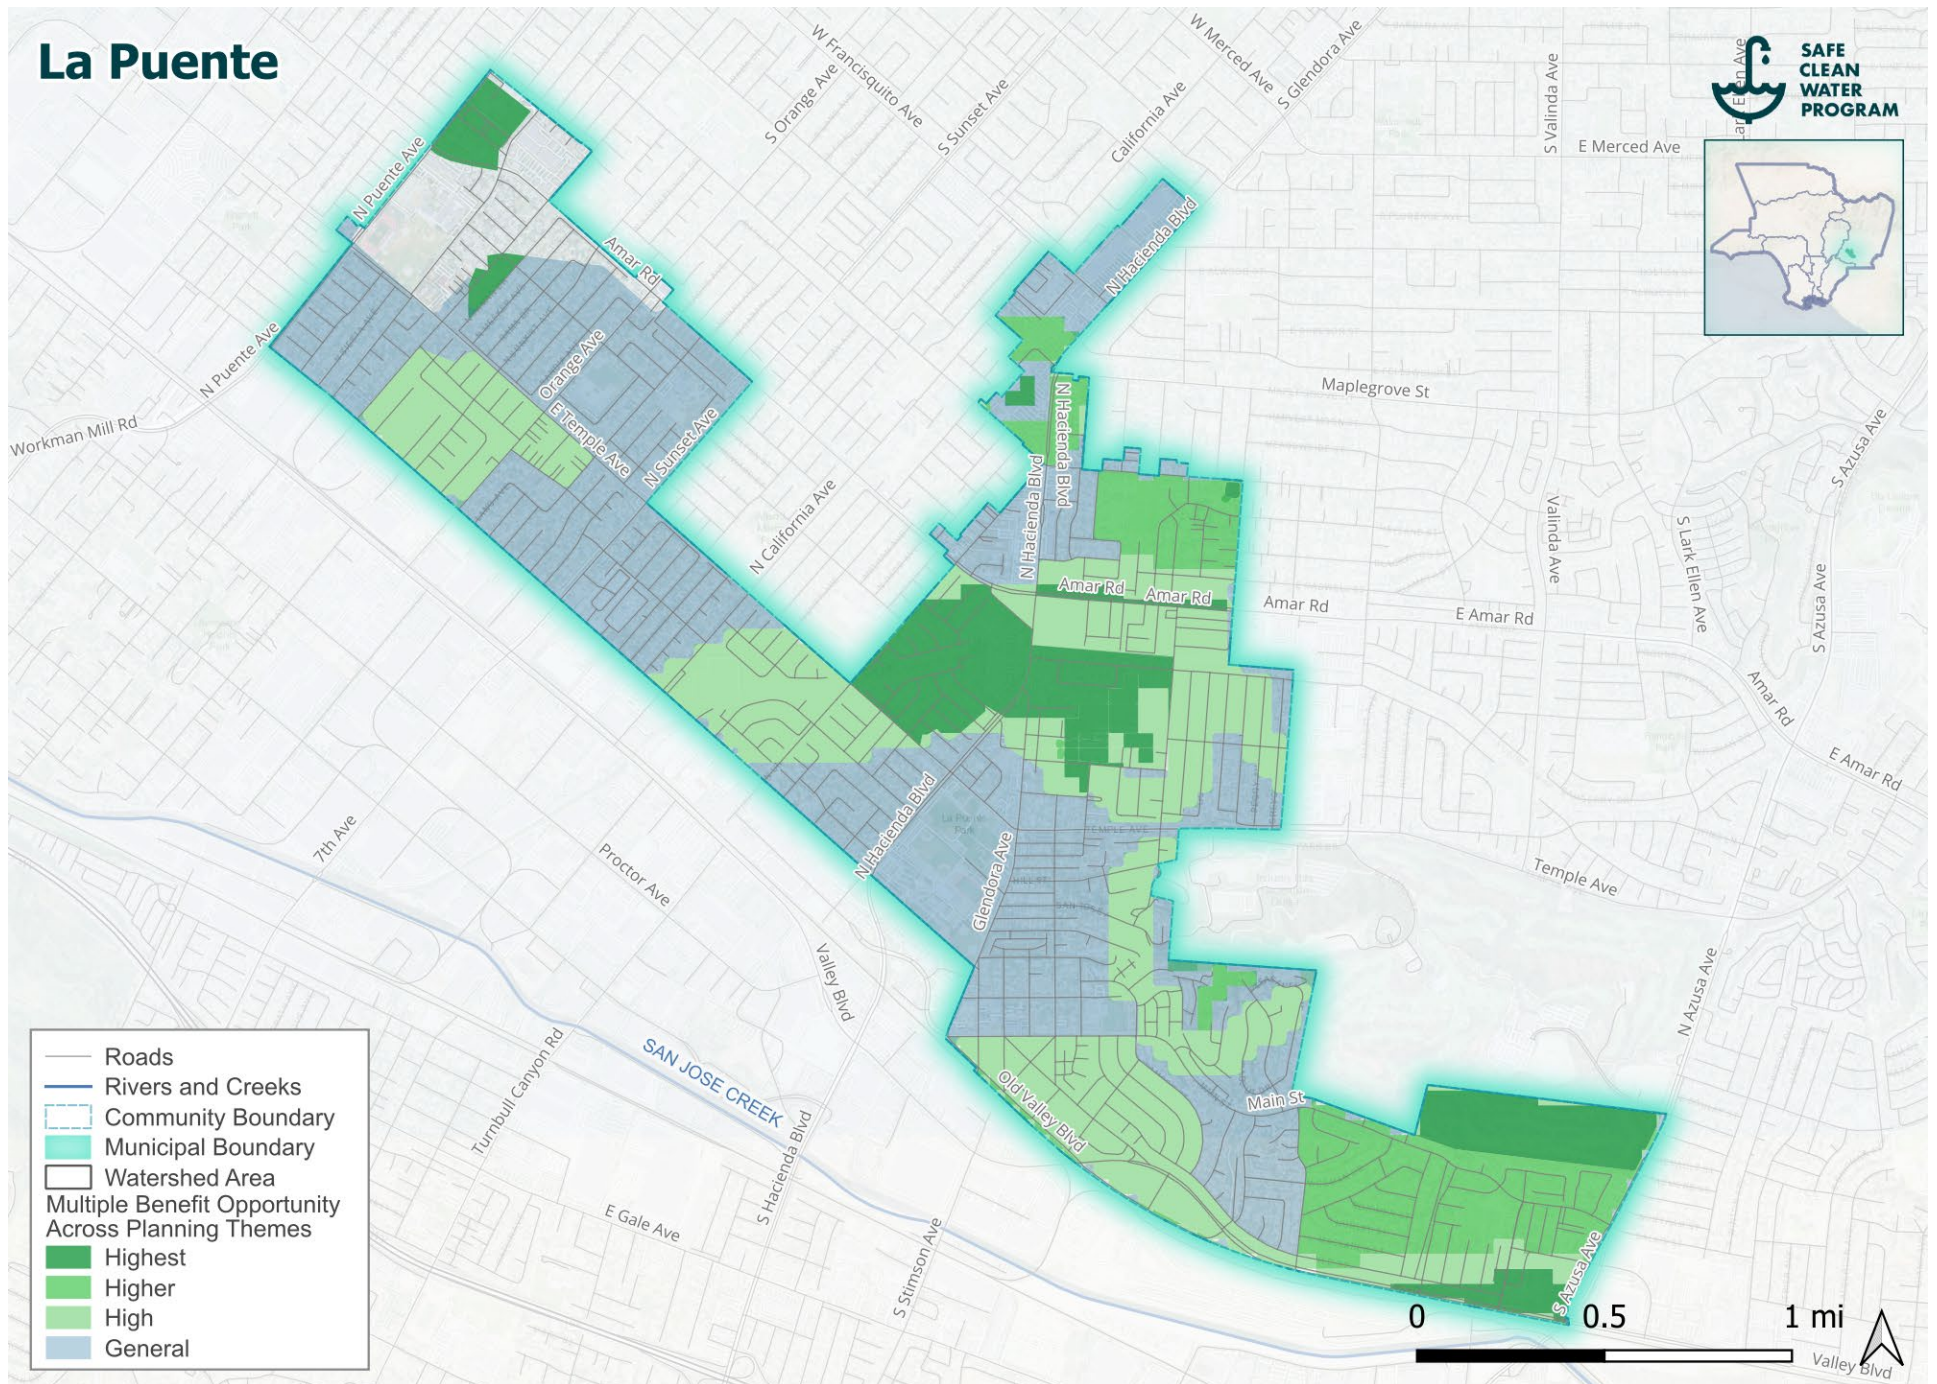 La Puente
SAFE
CLEAN
WATER
PROGRAM
W Francisquito Ave
W Merced Ave
S Glendora Ave
S Orange Ave
S Sunset Ave
California Ave
S Valinda Ave
E Merced Ave
N Puente Ave
Amar Rd
N Hacienda Blvd
N Puente Ave
Orange Ave
E Temple Ave
N Sunset Ave
Workman Mill Rd
N Hacienda Blvd
Maplegrove St
S Azusa Ave
N Hacienda Blvd
N California Ave
Valinda Ave
S Lark Ellen Ave
S Azusa Ave
Amar Rd
Amar Rd
Amar Rd
E Amar Rd
Amar Rd
E Amar Rd
N Hacienda Blvd
La Puente
Park
TEMPLE AVE
7th Ave
Proctor Ave
Glendora Ave
Temple Ave
Valley Blvd
N Azusa Ave
Turnbull Canyon Rd
SAN JOSE CREEK
Old Valley Blvd
Main St
S Hacienda Blvd
E Gale Ave
S Stimson Ave
S Azusa Ave
Valley Blvd
Roads
Rivers and Creeks
Community Boundary
Municipal Boundary
Watershed Area
Multiple Benefit Opportunity
Across Planning Themes
Highest
Higher
High
General
0 0.5 1 mi